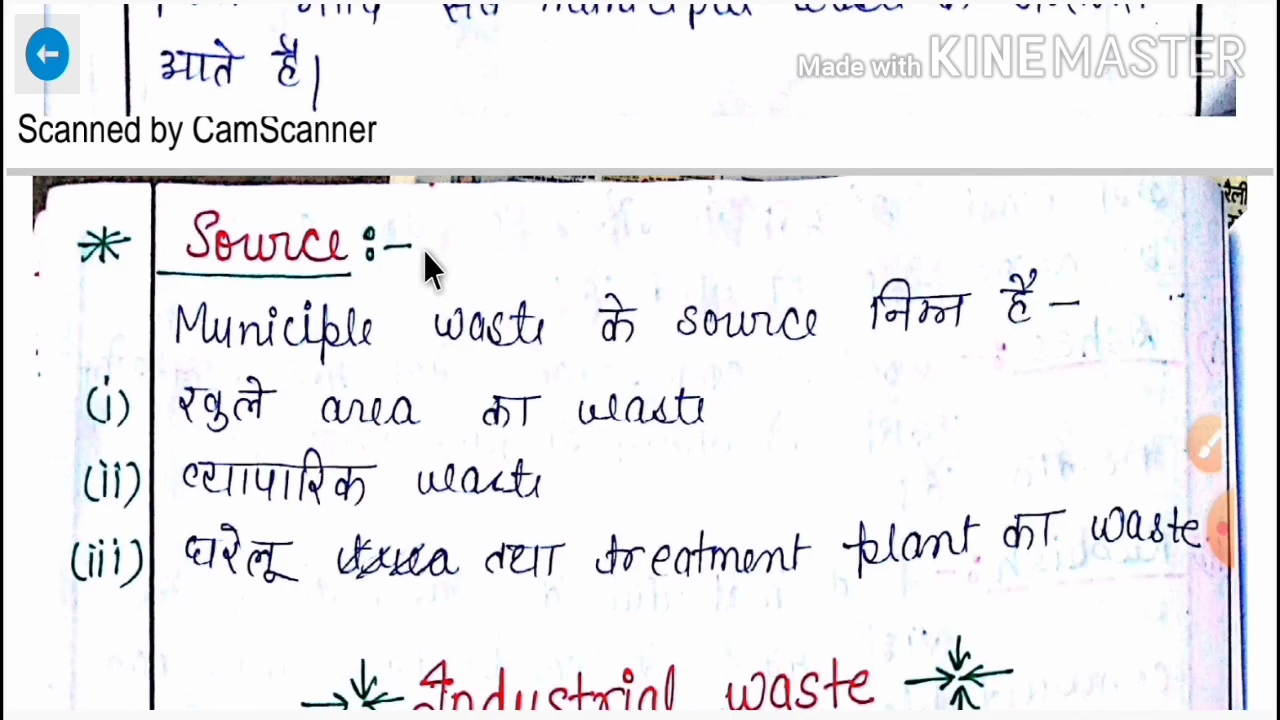 आते है।
Made with KINEMASTER
Scanned by CamScanner
* Source :-
Municiple waste के source निम्न हैं -
(i) खुले area का waste
(ii) व्यापारिक waste
(iii) घरेलू तथा treatment plant का waste
Industrial waste